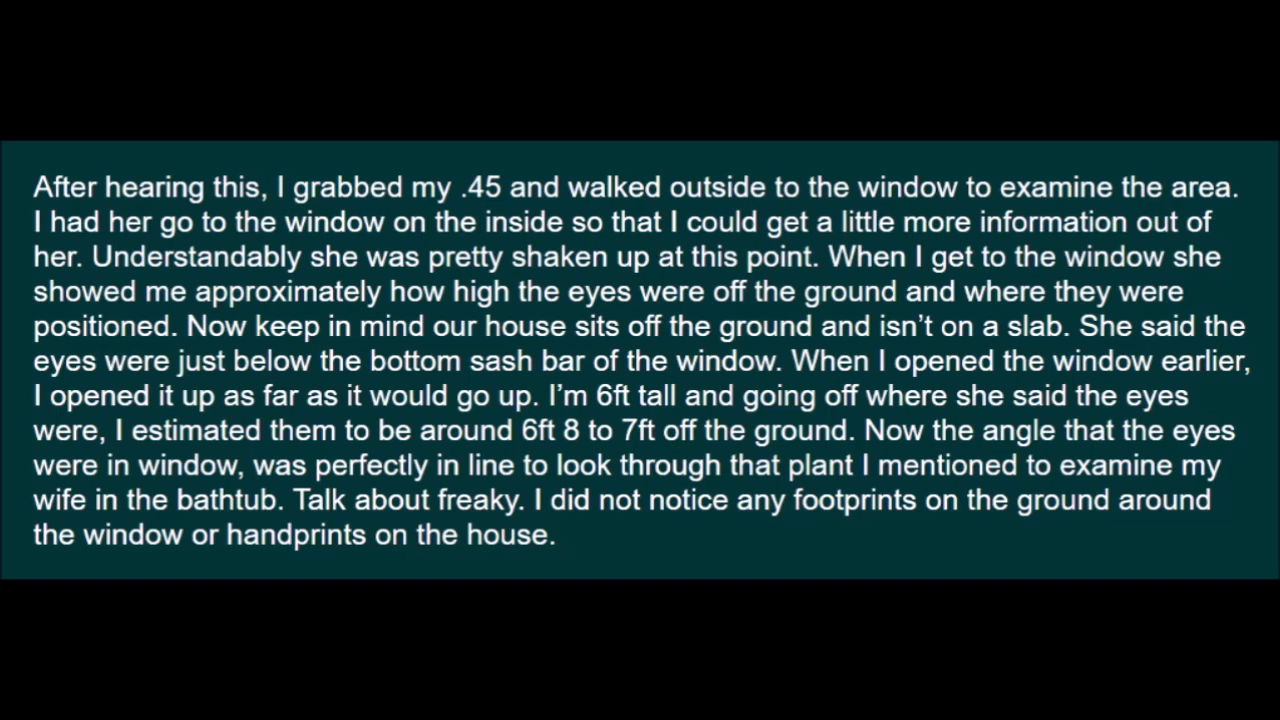 After hearing this, I grabbed my .45 and walked outside to the window to examine the area.
I had her go to the window on the inside so that I could get a little more information out of
her. Understandably she was pretty shaken up at this point. When I get to the window she
showed me approximately how high the eyes were off the ground and where they were
positioned. Now keep in mind our house sits off the ground and isn’t on a slab. She said the
eyes were just below the bottom sash bar of the window. When I opened the window earlier,
I opened it up as far as it would go up. I’m 6ft tall and going off where she said the eyes
were, I estimated them to be around 6ft 8 to 7ft off the ground. Now the angle that the eyes
were in window, was perfectly in line to look through that plant I mentioned to examine my
wife in the bathtub. Talk about freaky. I did not notice any footprints on the ground around
the window or handprints on the house.